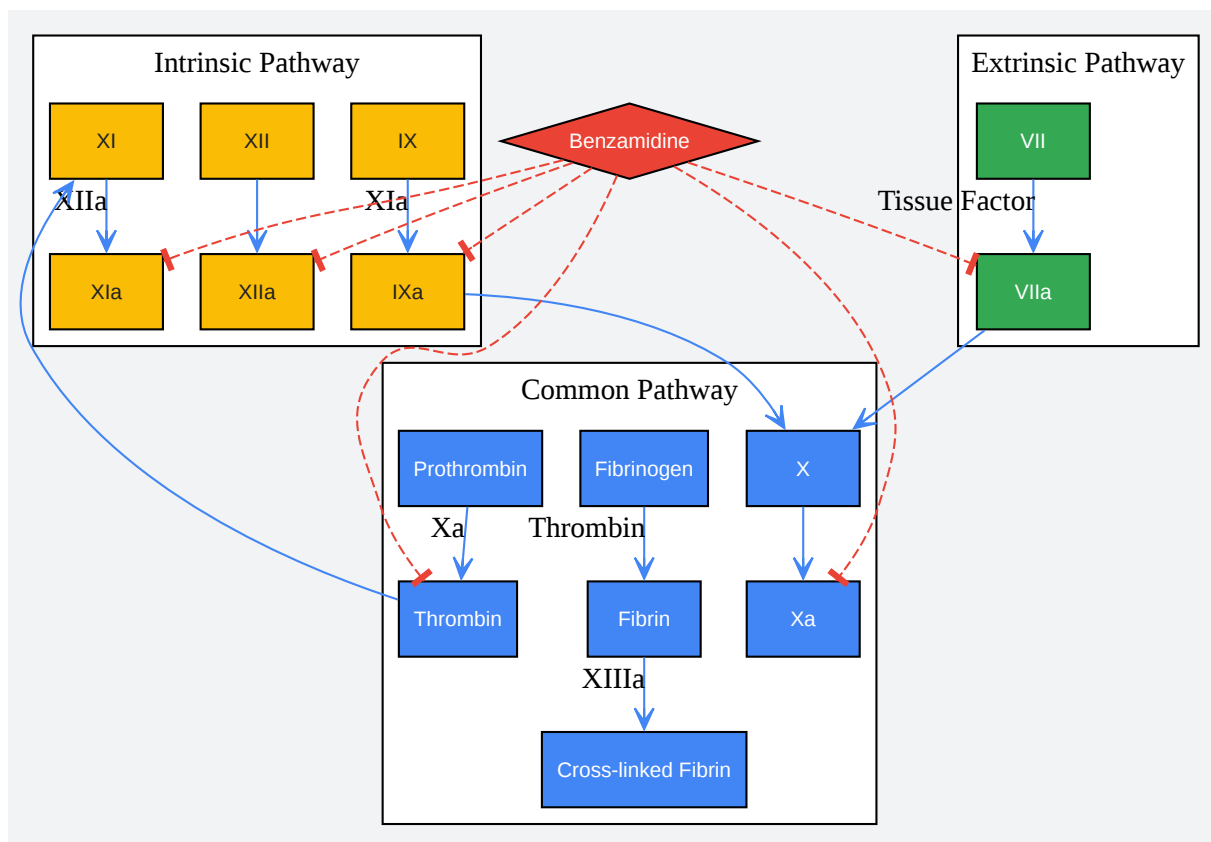 Intrinsic Pathway
Extrinsic Pathway
XI
XII
IX
Benzamidine
VII
XIIa
XIa
Tissue Factor
XIa
XIIa
IXa
VIIa
Common Pathway
Prothrombin
Fibrinogen
X
Xa
Thrombin
Thrombin
Fibrin
Xa
XIIIa
Cross-linked Fibrin